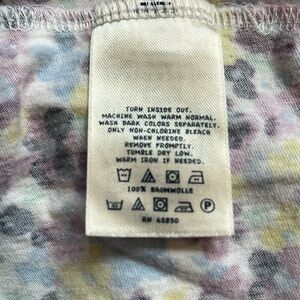 TURN INSIDE OUT.
MACHINE WASH WARM NORMAL.
WASH DARK COLORS SEPARATELY.
ONLY NON-CHLORINE BLEACH
WHEN NEEDED.
REMOVE PROMPTLY.
TUMBLE DRY LOW.
WARM IRON IF NEEDED.
100% BAUMWOLLE
P
RN 43230